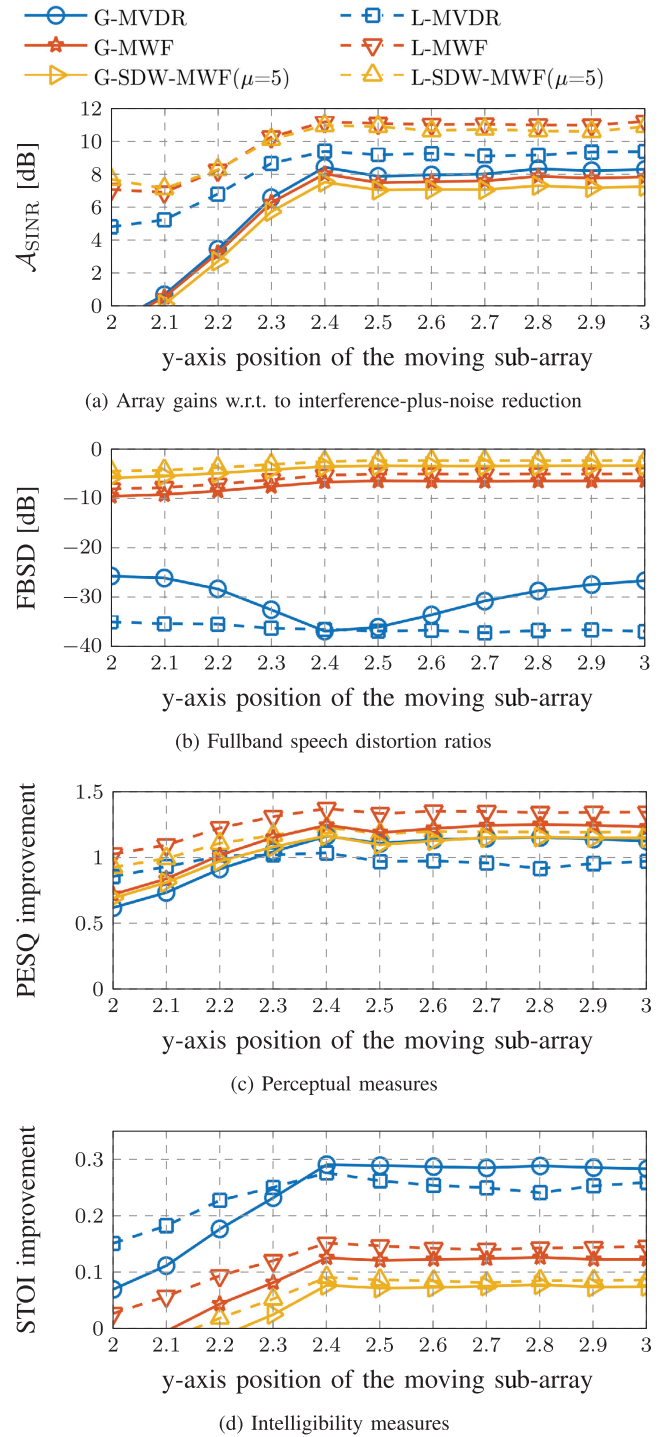 G-MVDR L-MVDR
G-MWF L-MWF
G-SDW-MWF(μ=5) L-SDW-MWF(μ=5)
12
10
8
6
4
2
0
𝒜SINR [dB]
2 2.1 2.2 2.3 2.4 2.5 2.6 2.7 2.8 2.9 3
y-axis position of the moving sub-array
(a) Array gains w.r.t. to interference-plus-noise reduction
0
−10
−20
−30
−40
FBSD [dB]
2 2.1 2.2 2.3 2.4 2.5 2.6 2.7 2.8 2.9 3
y-axis position of the moving sub-array
(b) Fullband speech distortion ratios
1.5
1
0.5
0
PESQ improvement
2 2.1 2.2 2.3 2.4 2.5 2.6 2.7 2.8 2.9 3
y-axis position of the moving sub-array
(c) Perceptual measures
0.3
0.2
0.1
0
STOI improvement
2 2.1 2.2 2.3 2.4 2.5 2.6 2.7 2.8 2.9 3
y-axis position of the moving sub-array
(d) Intelligibility measures